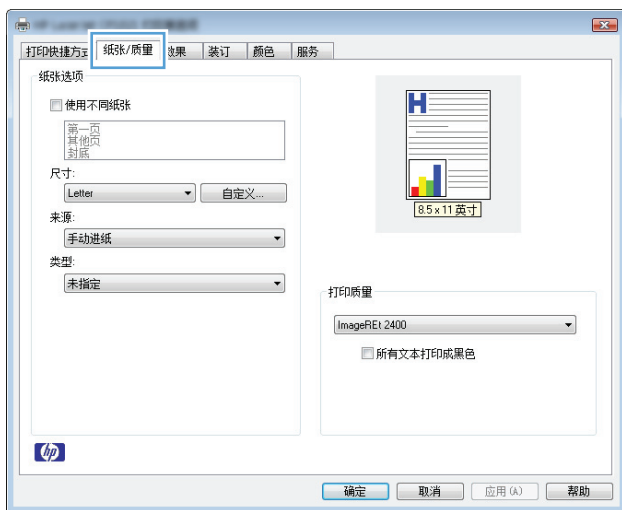 打印快捷方式
纸张/质量
效果
装订
颜色
服务
纸张选项
使用不同纸张
第一页
其他页
封底
尺寸:
Letter
自定义...
来源:
手动进纸
类型:
未指定
H
8.5 x 11 英寸
打印质量
ImageREt 2400
所有文本打印成黑色
hp
确定
取消
应用(A)
帮助